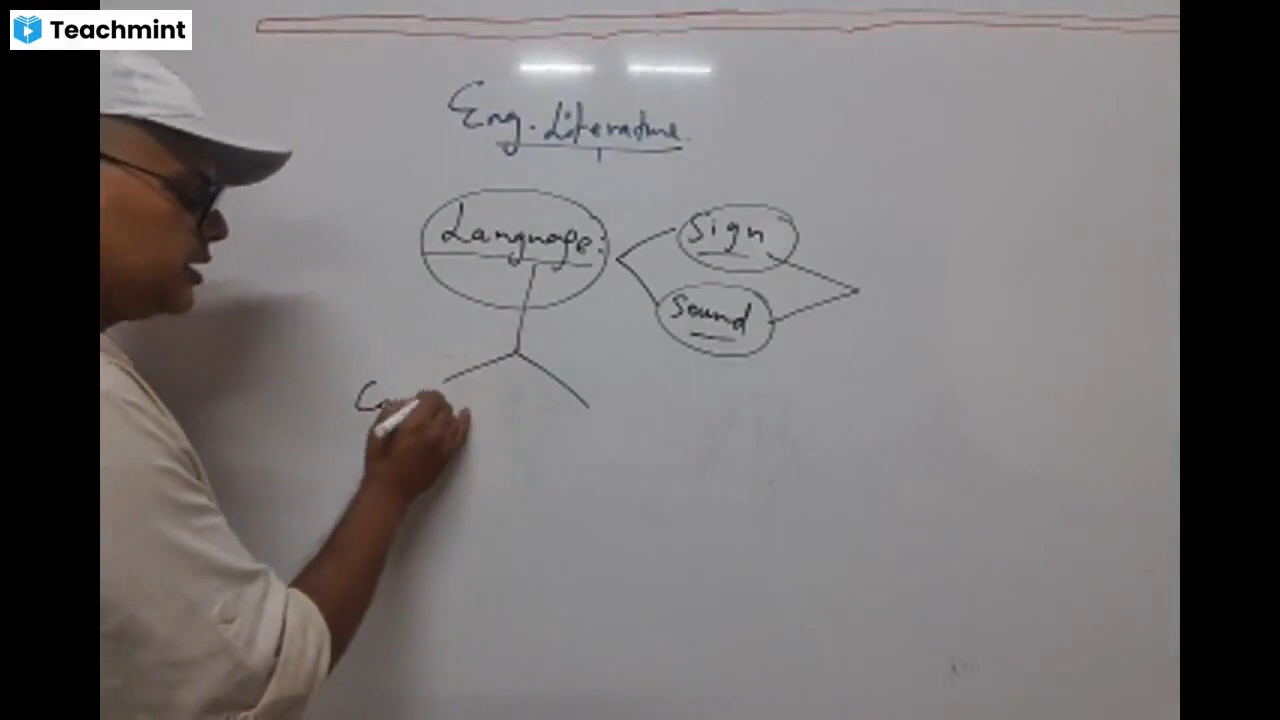 Teachmint
Eng. Literature.
Language:
Sign
Sound